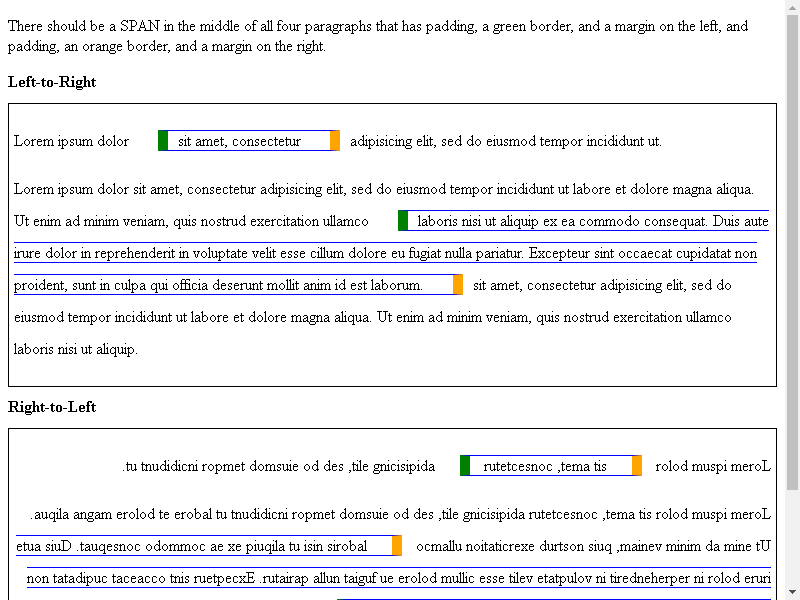 There should be a SPAN in the middle of all four paragraphs that has padding, a green border, and a margin on the left, and
padding, an orange border, and a margin on the right.
Left-to-Right
Lorem ipsum dolor sit amet, consectetur adipisicing elit, sed do eiusmod tempor incididunt ut.
Lorem ipsum dolor sit amet, consectetur adipisicing elit, sed do eiusmod tempor incididunt ut labore et dolore magna aliqua.
Ut enim ad minim veniam, quis nostrud exercitation ullamco laboris nisi ut aliquip ex ea commodo consequat. Duis aute
irure dolor in reprehenderit in voluptate velit esse cillum dolore eu fugiat nulla pariatur. Excepteur sint occaecat cupidatat non
proident, sunt in culpa qui officia deserunt mollit anim id est laborum. sit amet, consectetur adipisicing elit, sed do
eiusmod tempor incididunt ut labore et dolore magna aliqua. Ut enim ad minim veniam, quis nostrud exercitation ullamco
laboris nisi ut aliquip.
Right-to-Left
.tu tnudidicni ropmet domsuie od des ,tile gnicisipida rutetcesnoc ,tema tis rolod muspi meroL
.auqila angam erolod te erobal tu tnudidicni ropmet domsuie od des ,tile gnicisipida rutetcesnoc ,tema tis rolod muspi meroL
etua siuD .tauqesnoc odommoc ae xe piuqila tu isin sirobal ocmallu noitaticrexe durtson siuq ,mainev minim da mine tU
non tatadipuc taceacco tnis ruetpecxE .rutairap allun taiguf ue erolod mullic esse tilev etatpulov ni tiredneherper ni rolod eruri